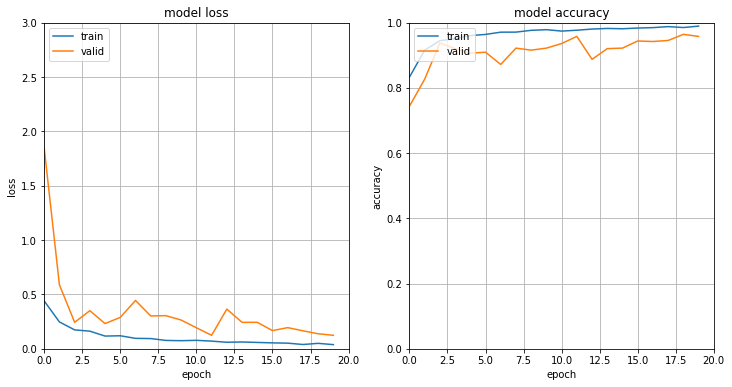 model loss
train
valid
3.0
2.5
2.0
1.5
1.0
0.5
0.0
loss
0.0 2.5 5.0 7.5 10.0 12.5 15.0 17.5 20.0
epoch
model accuracy
train
valid
1.0
0.8
0.6
0.4
0.2
0.0
accuracy
0.0 2.5 5.0 7.5 10.0 12.5 15.0 17.5 20.0
epoch